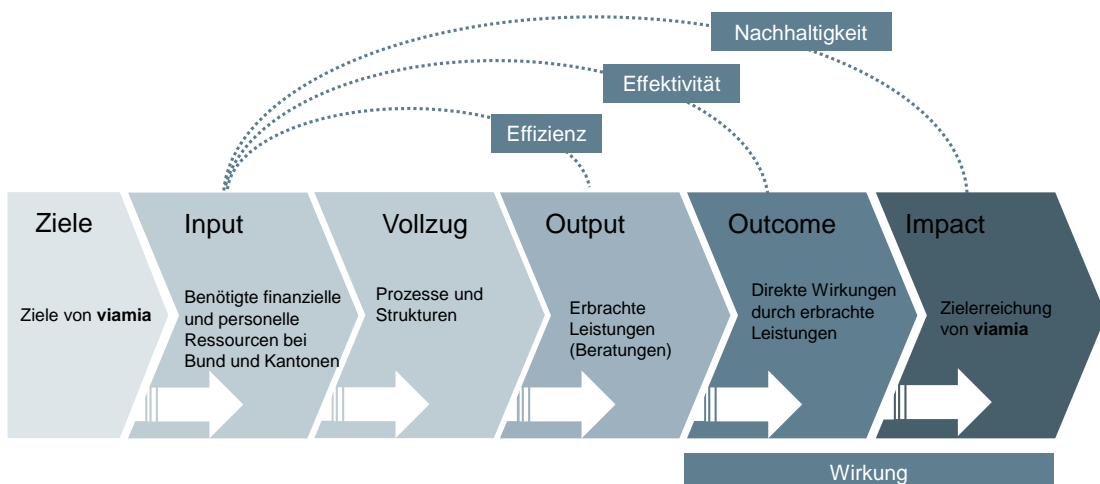 Nachhaltigkeit
Effektivität
Effizienz
Ziele
Ziele von viamia
Input
Benötigte finanzielle
und personelle
Ressourcen bei
Bund und Kantonen
Vollzug
Prozesse und
Strukturen
Output
Erbrachte
Leistungen
(Beratungen)
Outcome
Direkte Wirkungen
durch erbrachte
Leistungen
Impact
Zielerreichung
von viamia
Wirkung